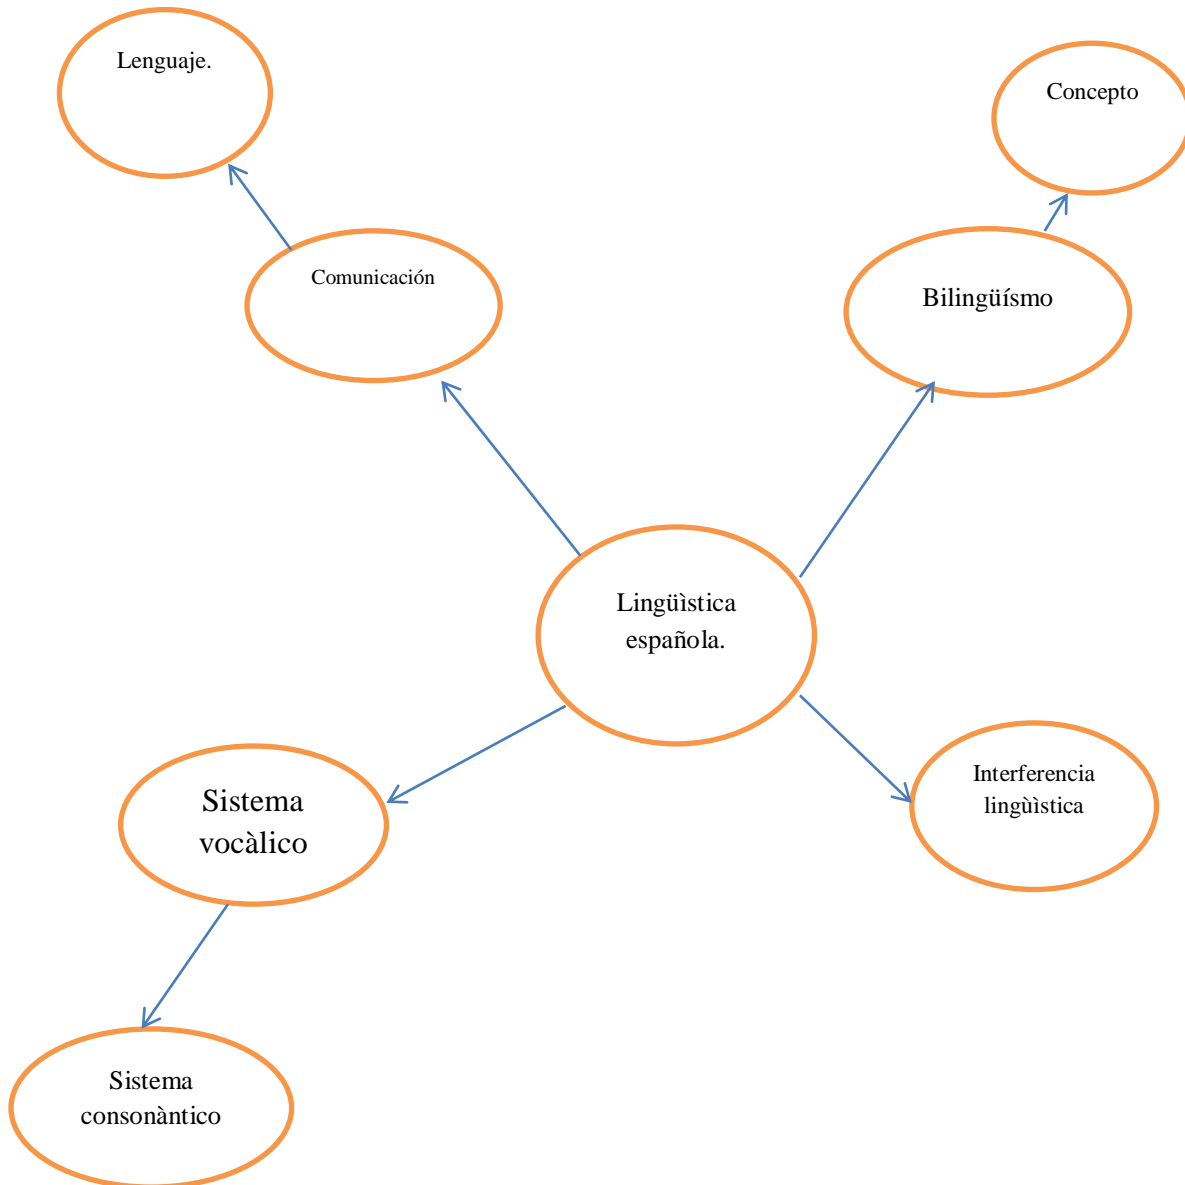 Lenguaje.
Concepto
Comunicación
Bilingüísmo
Lingüìstica
española.
Interferencia
lingùìstica
Sistema
vocàlico
Sistema
consonàntico